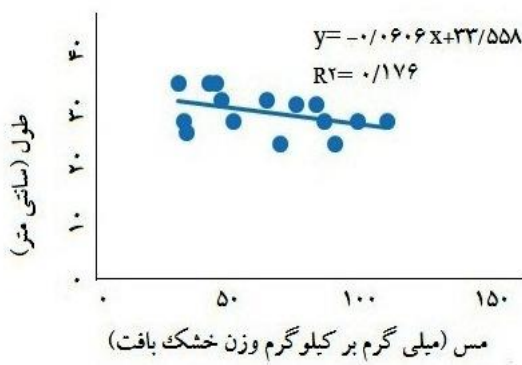 y= -۰/۰۶۰۶ x+۳۳/۵۵۸
R۲= ۰/۱۷۶
۴۰
۳۰
۲۰
۱۰
۰
طول (سانتی متر)
۰ ۵۰ ۱۰۰ ۱۵۰
مس (میلی گرم بر کیلوگرم وزن خشک بافت)